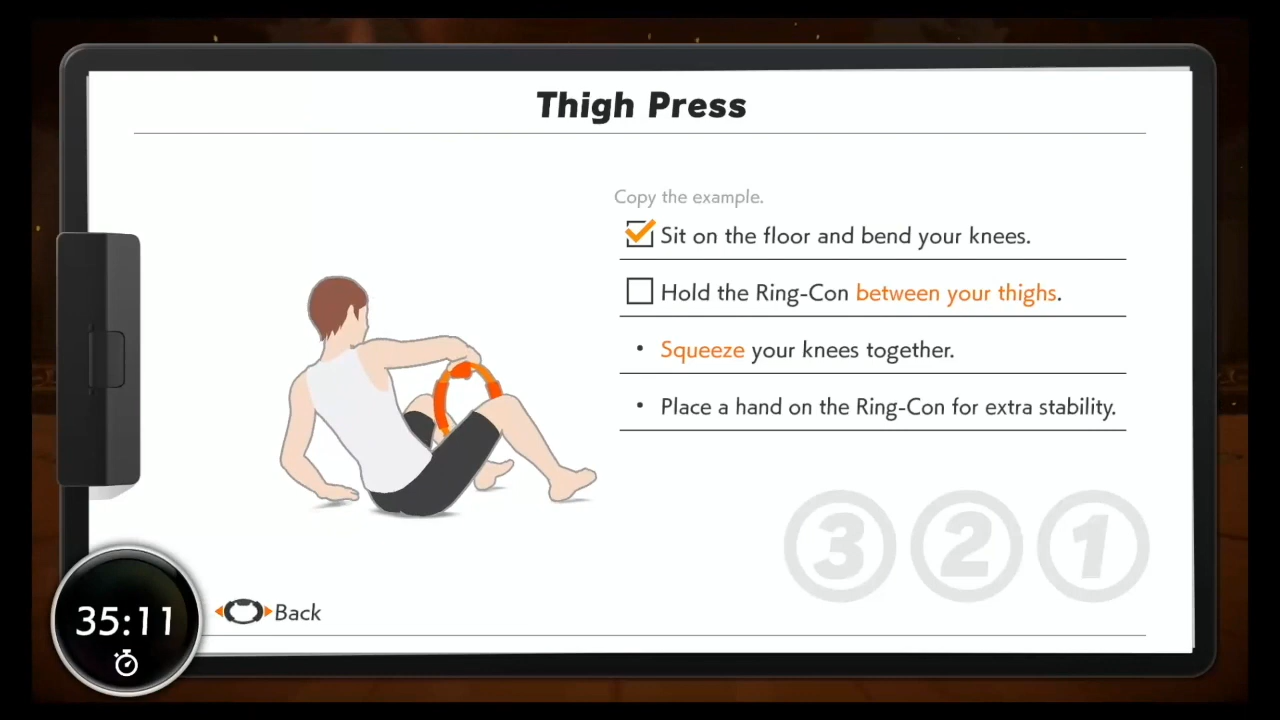 Thigh Press
Copy the example.
Sit on the floor and bend your knees.
Hold the Ring-Con between your thighs.
• Squeeze your knees together.
• Place a hand on the Ring-Con for extra stability.
3 2 1
35:11
Back